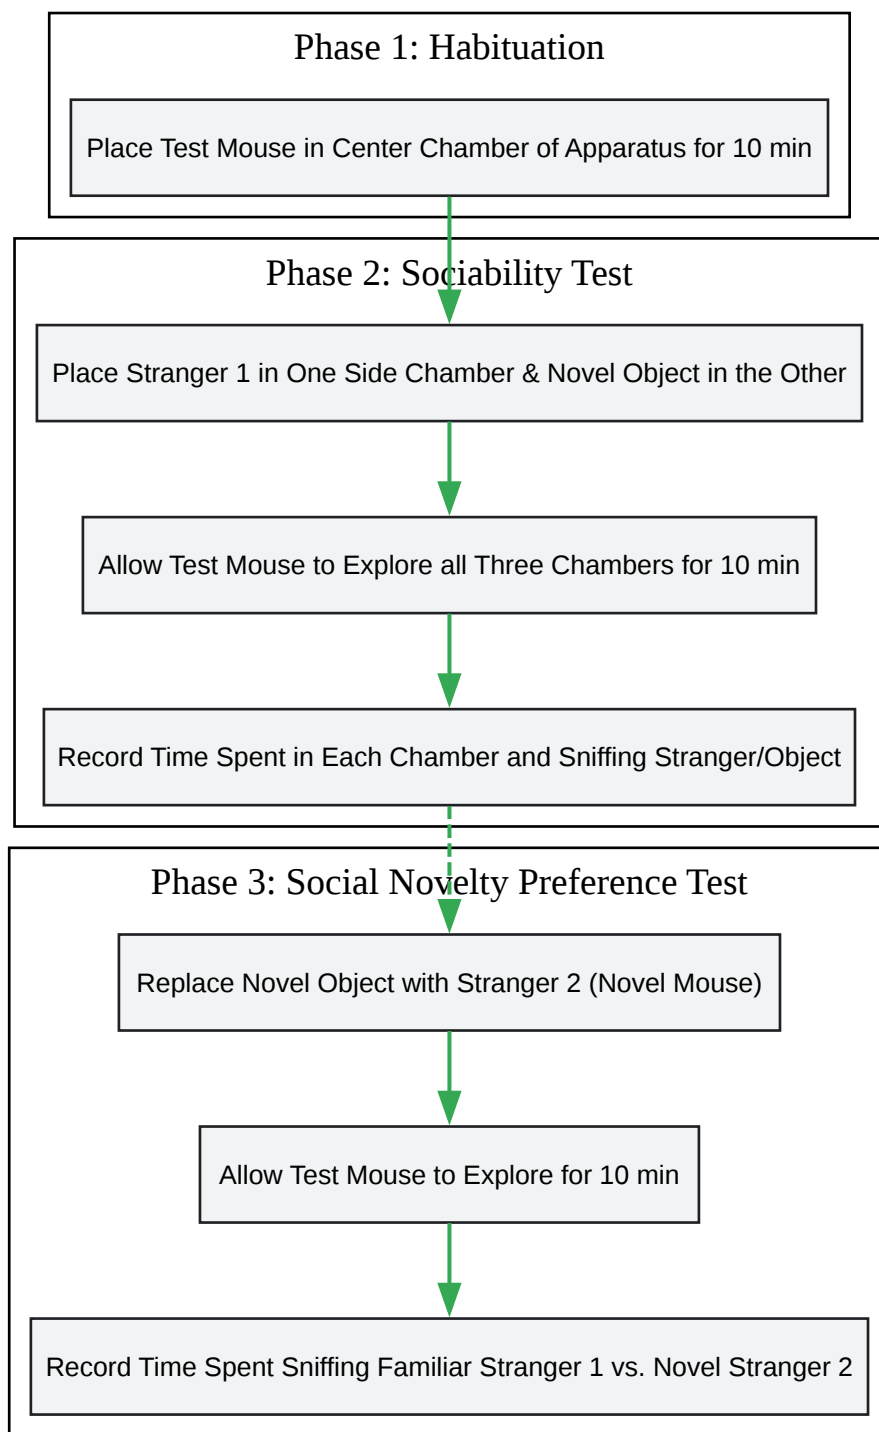 Phase 1: Habituation
Place Test Mouse in Center Chamber of Apparatus for 10 min
Phase 2: Sociability Test
Place Stranger 1 in One Side Chamber & Novel Object in the Other
Allow Test Mouse to Explore all Three Chambers for 10 min
Record Time Spent in Each Chamber and Sniffing Stranger/Object
Phase 3: Social Novelty Preference Test
Replace Novel Object with Stranger 2 (Novel Mouse)
Allow Test Mouse to Explore for 10 min
Record Time Spent Sniffing Familiar Stranger 1 vs. Novel Stranger 2